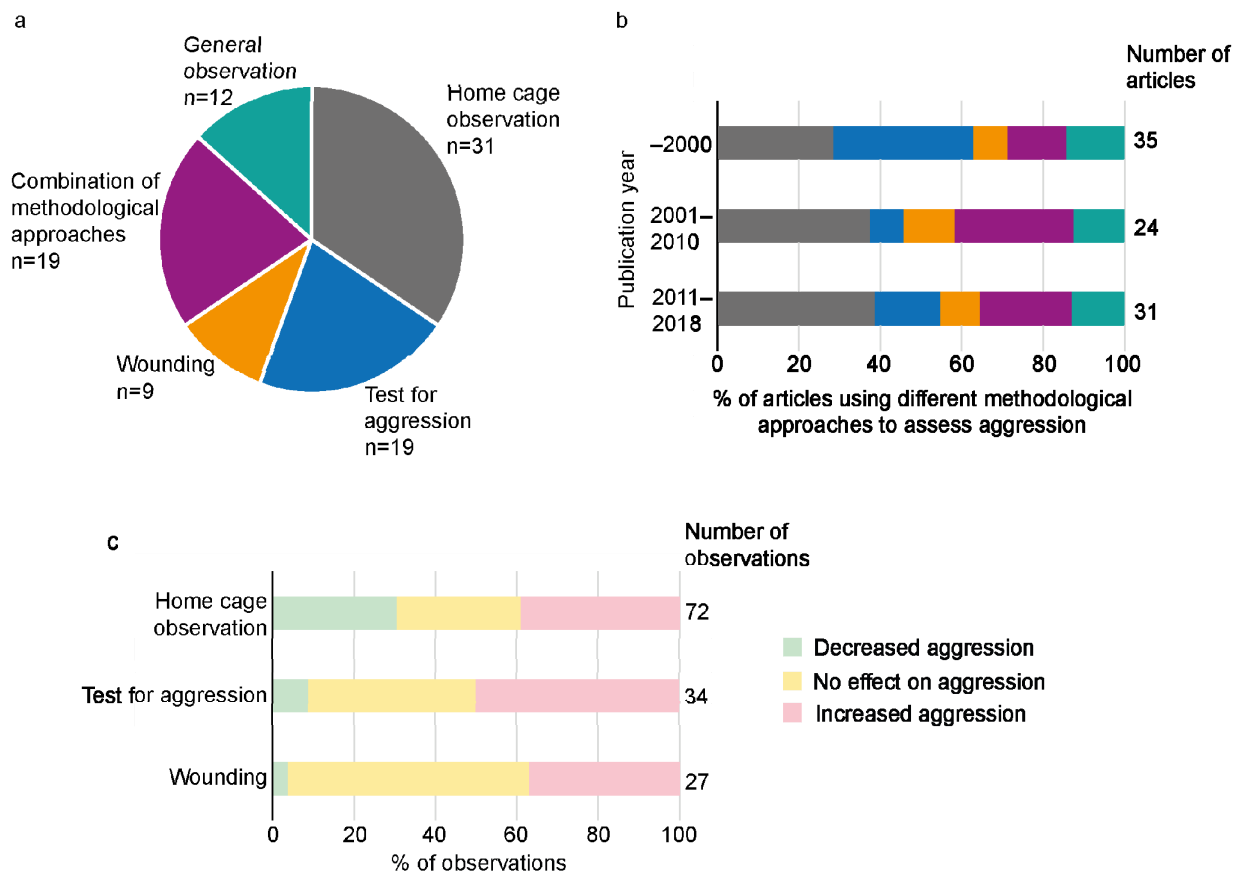 a
General
observation
n=12
Home cage
observation
n=31
Combination of
methodological
approaches
n=19
Wounding
n=9
Test for
aggression
n=19
b
Number of
articles
Publication year
–2000
35
2001–
2010
24
2011–
2018
31
0 20 40 60 80 100
% of articles using different methodological
approaches to assess aggression
c
Number of
observations
Home cage
observation
72
Test for aggression
34
Wounding
27
0 20 40 60 80 100
% of observations
Decreased aggression
No effect on aggression
Increased aggression